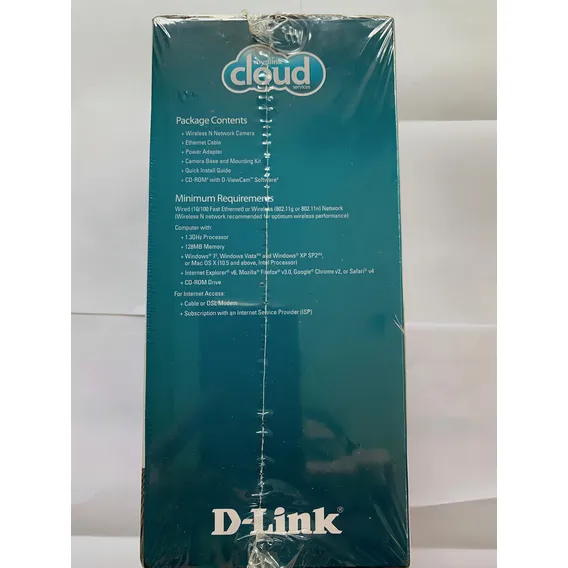 mydlink
cloud
services
Package Contents
+ Wireless N Network Camera
+ Ethernet Cable
+ Power Adapter
+ Camera Base and Mounting Kit
+ Quick Install Guide
+ CD-ROM⁴ with D-ViewCam™ Software⁶
Minimum Requirements
Wired (10/100 Fast Ethernet) or Wireless (802.11g or 802.11n) Network
(Wireless N network recommended for optimum wireless performance)
Computer with:
+ 1.3GHz Processor
+ 128MB Memory
+ Windows® 7⁵, Windows Vista® and Windows® XP SP2,
or Mac OS X (10.5 and above, Intel Processor)
+ Internet Explorer® v6, Mozilla® Firefox® v3.0, Google® Chrome v2, or Safari® v4
+ CD-ROM Drive
For Internet Access:
+ Cable or DSL Modem
+ Subscription with an Internet Service Provider (ISP)
D-Link®